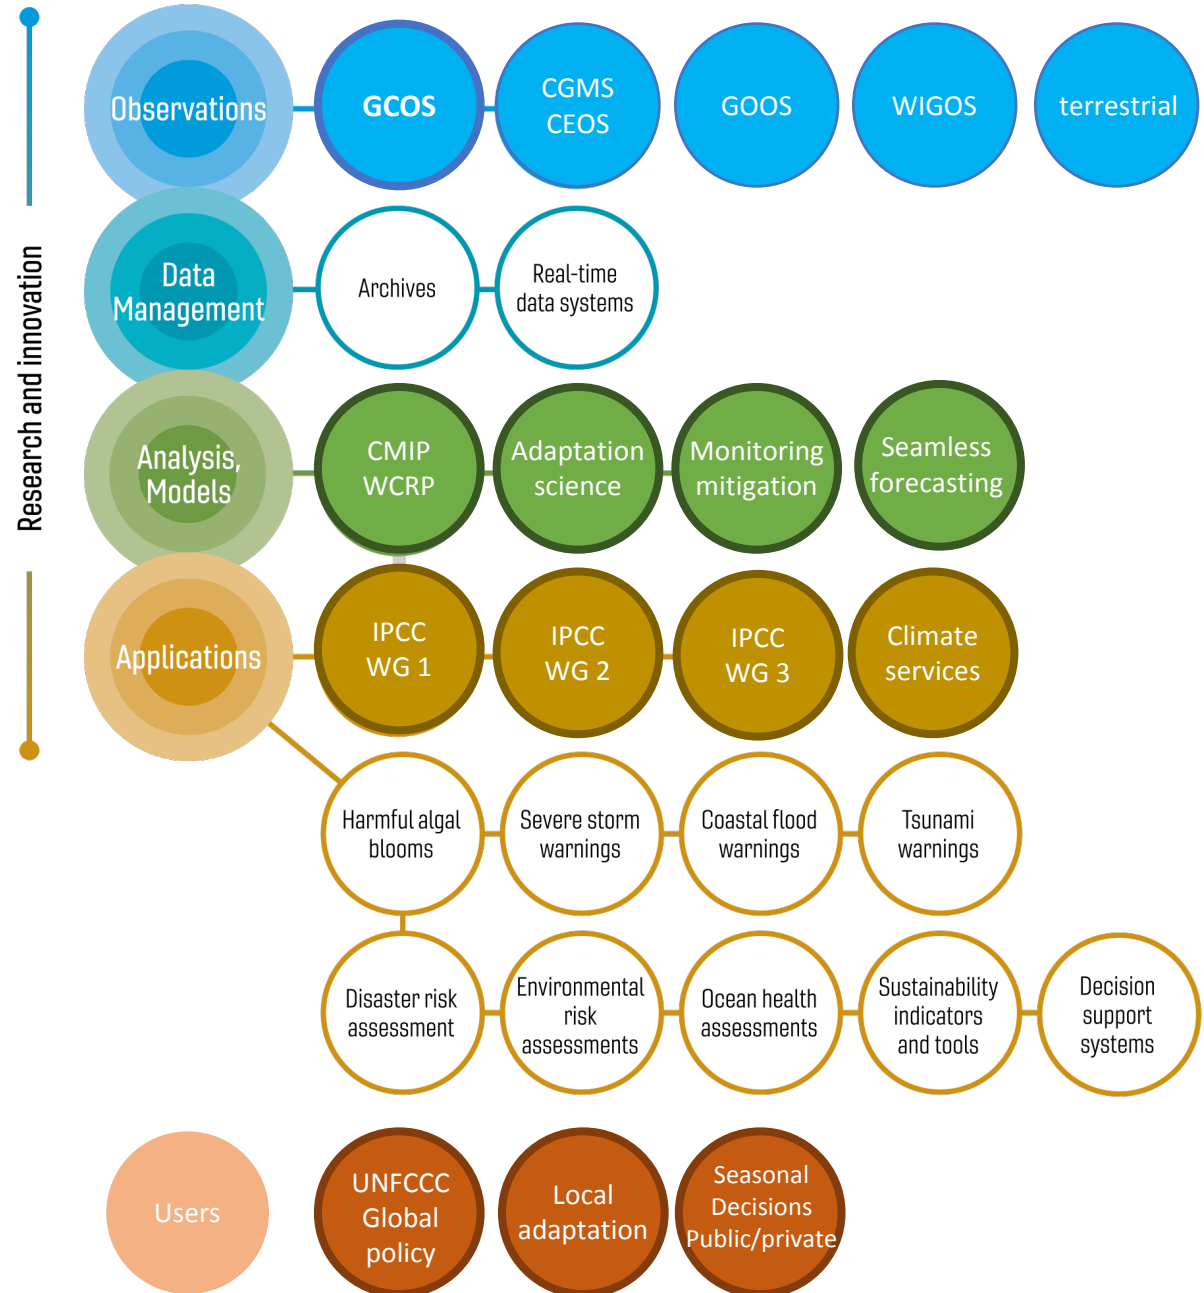 Research and innovation
Observations
GCOS
CGMS
CEOS
GOOS
WIGOS
terrestrial
Data
Management
Archives
Real-time
data systems
Analysis,
Models
CMIP
WCRP
Adaptation
science
Monitoring
mitigation
Seamless
forecasting
Applications
IPCC
WG 1
IPCC
WG 2
IPCC
WG 3
Climate
services
Harmful algal
blooms
Severe storm
warnings
Coastal flood
warnings
Tsunami
warnings
Disaster risk
assessment
Environmental
risk
assessments
Ocean health
assessments
Sustainability
indicators
and tools
Decision
support
systems
Users
UNFCCC
Global
policy
Local
adaptation
Seasonal
Decisions
Public/private